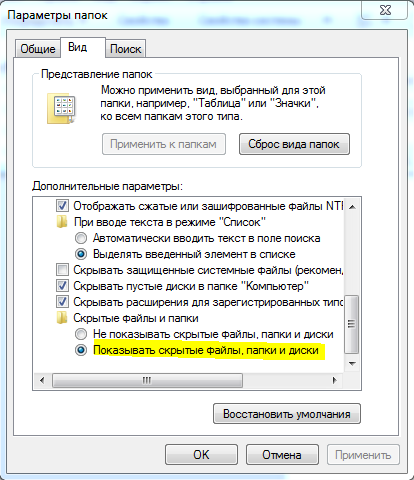 Параметры папок
Общие Вид Поиск
Представление папок
Можно применить вид, выбранный для этой
папки, например, "Таблица" или "Значки",
ко всем папкам этого типа.
Применить к папкам Сброс вида папок
Дополнительные параметры:
Отображать сжатые или зашифрованные файлы NTF
При вводе текста в режиме "Список"
Автоматически вводить текст в поле поиска
Выделять введенный элемент в списке
Скрывать защищенные системные файлы (рекоменд
Скрывать пустые диски в папке "Компьютер"
Скрывать расширения для зарегистрированных типо
Скрытые файлы и папки
Не показывать скрытые файлы, папки и диски
Показывать скрытые файлы, папки и диски
Восстановить умолчания
ОК Отмена Применить